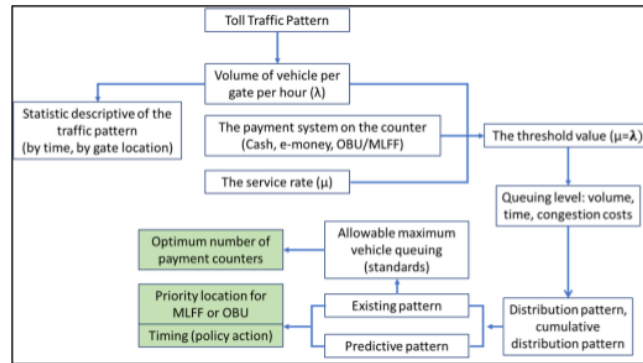 Toll Traffic Pattern
Volume of vehicle per
gate per hour (λ)
Statistic descriptive of the
traffic pattern
(by time, by gate location)
The payment system on the counter
(Cash, e-money, OBU/MLFF)
The threshold value (μ=λ)
The service rate (μ)
Queuing level: volume,
time, congestion costs
Optimum number of
payment counters
Allowable maximum
vehicle queuing
(standards)
Priority location for
MLFF or OBU
Timing (policy action)
Existing pattern
Predictive pattern
Distribution pattern,
cumulative
distribution pattern